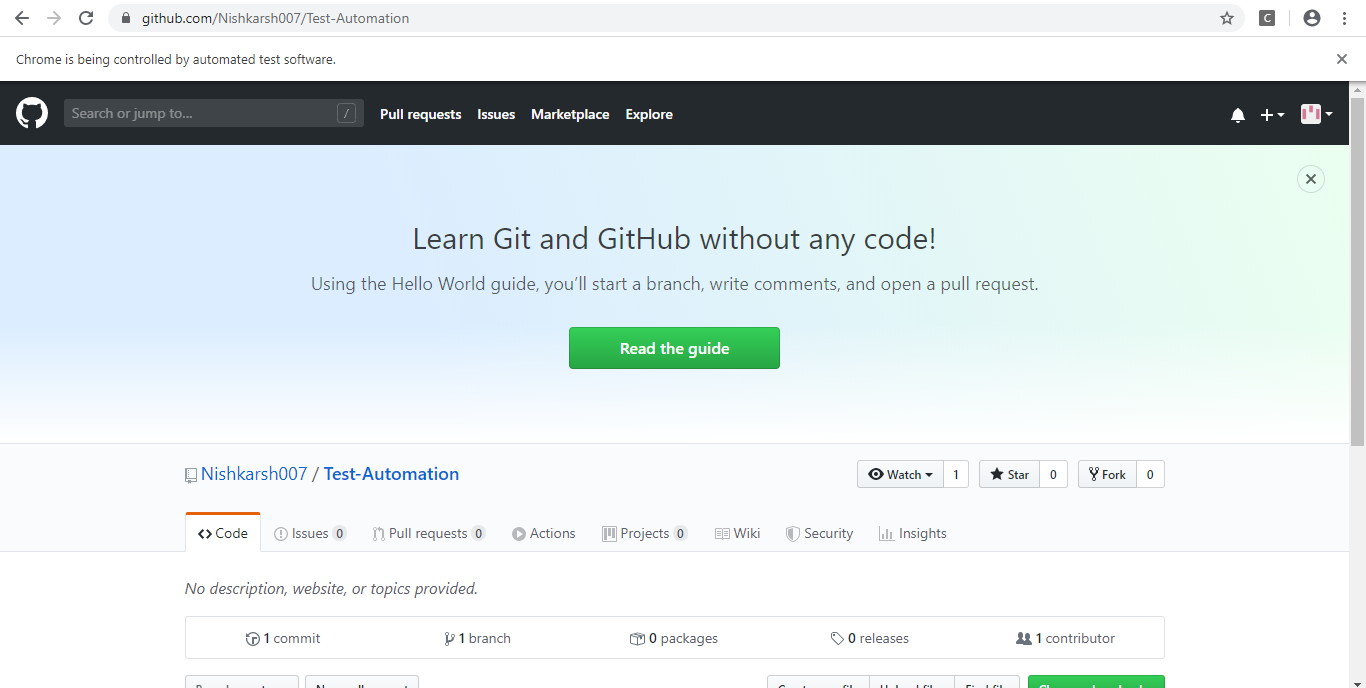 github.com/Nishkarsh007/Test-Automation
C
Chrome is being controlled by automated test software.
Search or jump to... / Pull requests Issues Marketplace Explore
Learn Git and GitHub without any code!
Using the Hello World guide, you’ll start a branch, write comments, and open a pull request.
Read the guide
Nishkarsh007 / Test-Automation Watch 1 Star 0 Fork 0
Code Issues 0 Pull requests 0 Actions Projects 0 Wiki Security Insights
No description, website, or topics provided.
1 commit 1 branch 0 packages 0 releases 1 contributor